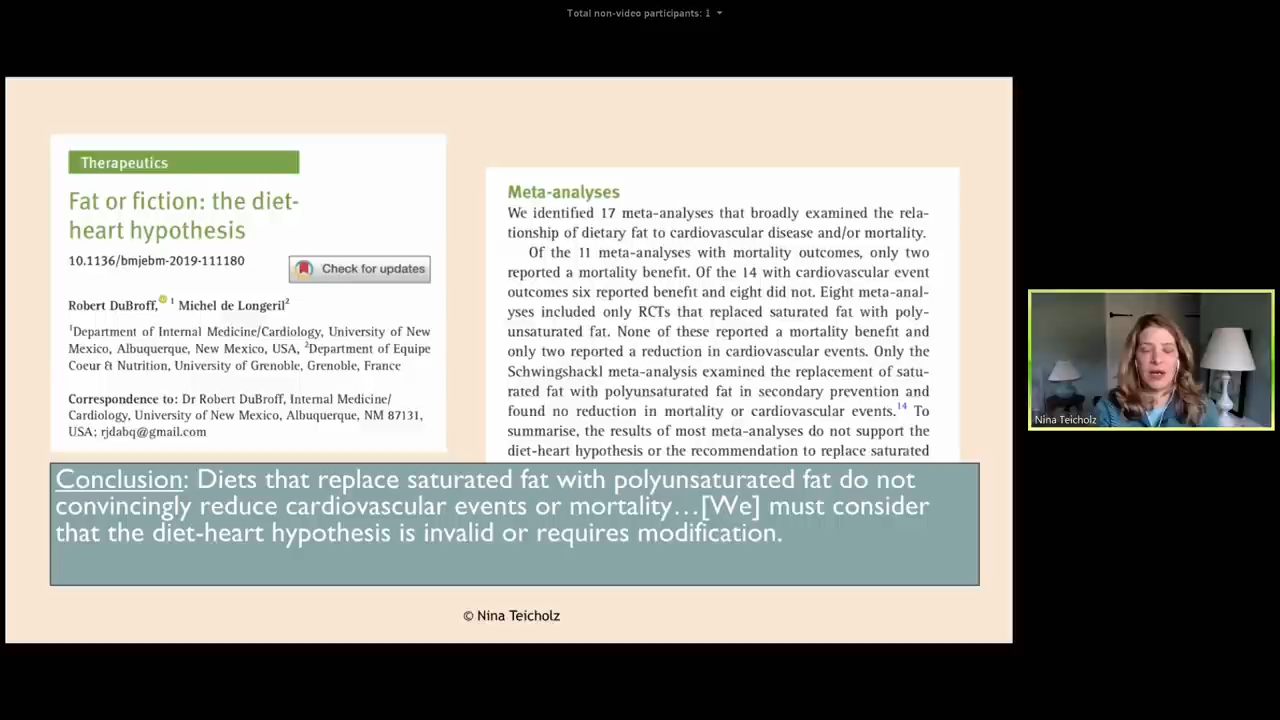 Total non-video participants: 1
Therapeutics
Fat or fiction: the diet-
heart hypothesis
10.1136/bmjebm-2019-111180
Check for updates
Robert DuBroff, 1 Michel de Longeril2
1Department of Internal Medicine/Cardiology, University of New
Mexico, Albuquerque, New Mexico, USA, 2Department of Equipe
Coeur & Nutrition, University of Grenoble, Grenoble, France
Correspondence to: Dr Robert DuBroff, Internal Medicine/
Cardiology, University of New Mexico, Albuquerque, NM 87131,
USA; rjdabq@gmail.com
Meta-analyses
We identified 17 meta-analyses that broadly examined the rela-
tionship of dietary fat to cardiovascular disease and/or mortality.
Of the 11 meta-analyses with mortality outcomes, only two
reported a mortality benefit. Of the 14 with cardiovascular event
outcomes six reported benefit and eight did not. Eight meta-anal-
yses included only RCTs that replaced saturated fat with poly-
unsaturated fat. None of these reported a mortality benefit and
only two reported a reduction in cardiovascular events. Only the
Schwingshackl meta-analysis examined the replacement of satu-
rated fat with polyunsaturated fat in secondary prevention and
found no reduction in mortality or cardiovascular events.14 To
summarise, the results of most meta-analyses do not support the
diet-heart hypothesis or the recommendation to replace saturated
Conclusion: Diets that replace saturated fat with polyunsaturated fat do not
convincingly reduce cardiovascular events or mortality…[We] must consider
that the diet-heart hypothesis is invalid or requires modification.
© Nina Teicholz
Nina Teicholz